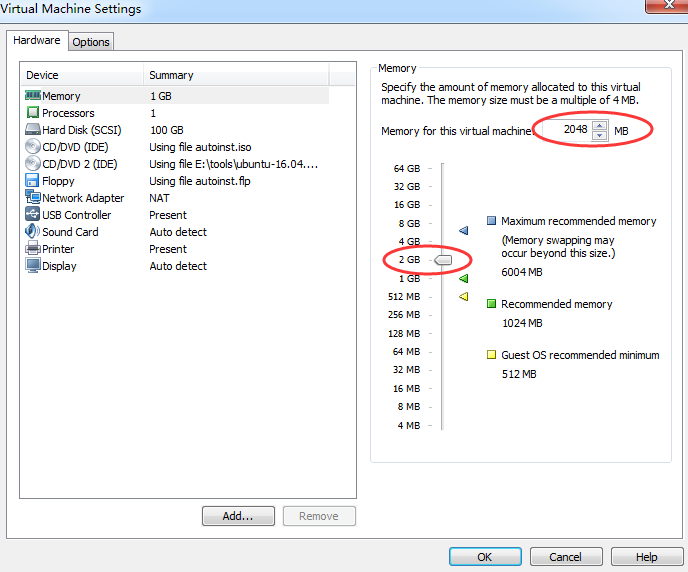 Virtual Machine Settings
Hardware
Options
Device Summary
Memory 1 GB
Processors 1
Hard Disk (SCSI) 100 GB
CD/DVD (IDE) Using file autoinst.iso
CD/DVD 2 (IDE) Using file E:\tools\ubuntu-16.04....
Floppy Using file autoinst.flp
Network Adapter NAT
USB Controller Present
Sound Card Auto detect
Printer Present
Display Auto detect
Add...
Remove
Memory
Specify the amount of memory allocated to this virtual
machine. The memory size must be a multiple of 4 MB.
Memory for this virtual machine: 2048 MB
64 GB
32 GB
16 GB
8 GB
4 GB
2 GB
1 GB
512 MB
256 MB
128 MB
64 MB
32 MB
16 MB
8 MB
4 MB
Maximum recommended memory
(Memory swapping may
occur beyond this size.)
6004 MB
Recommended memory
1024 MB
Guest OS recommended minimum
512 MB
OK
Cancel
Help